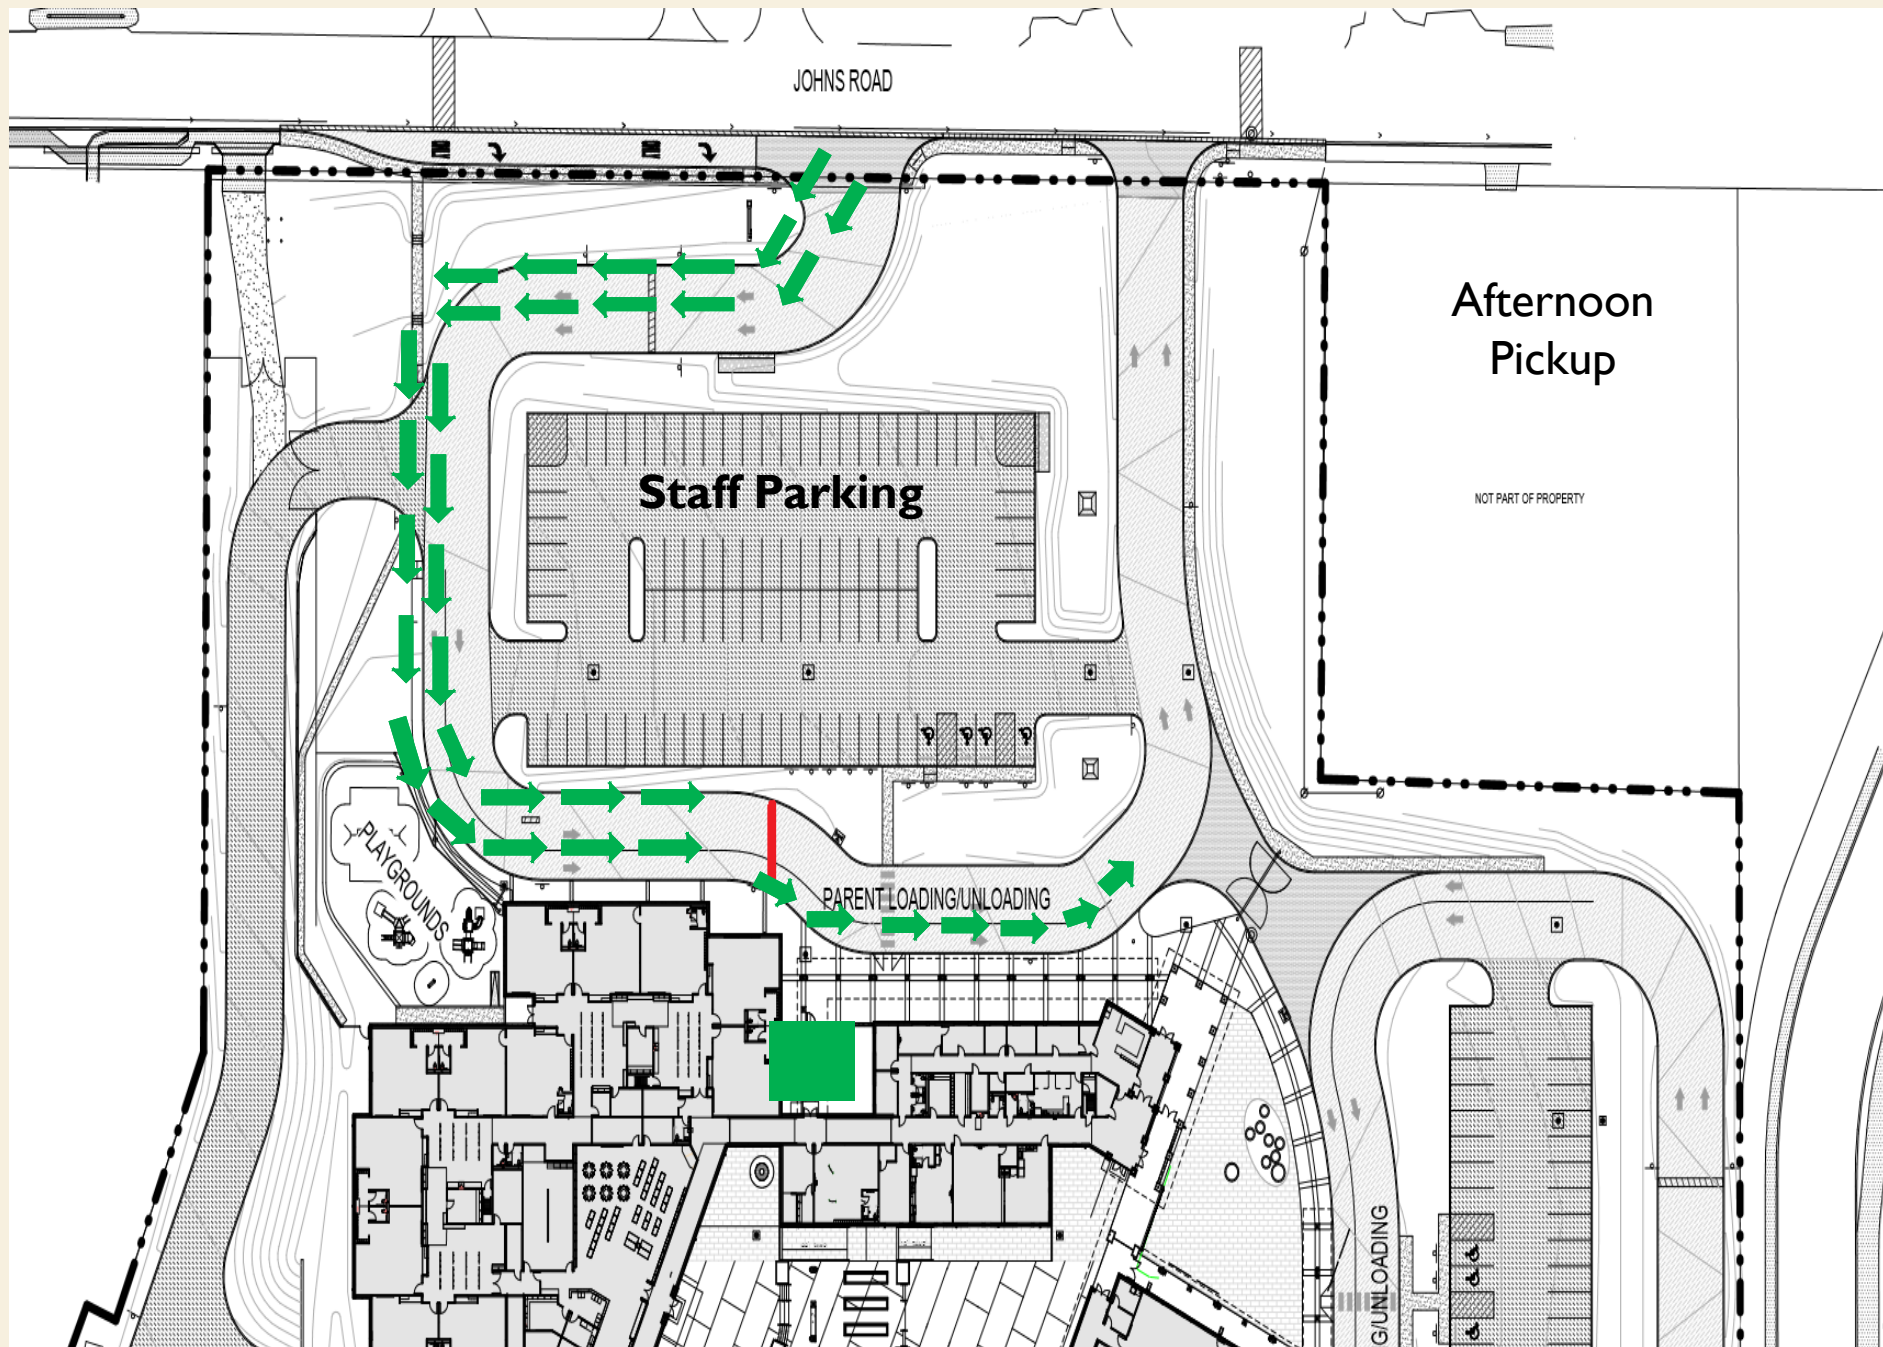 JOHNS ROAD
Afternoon
Pickup
Staff Parking
NOT PART OF PROPERTY
PLAYGROUNDS
PARENT LOADING/UNLOADING
G/UNLOADING